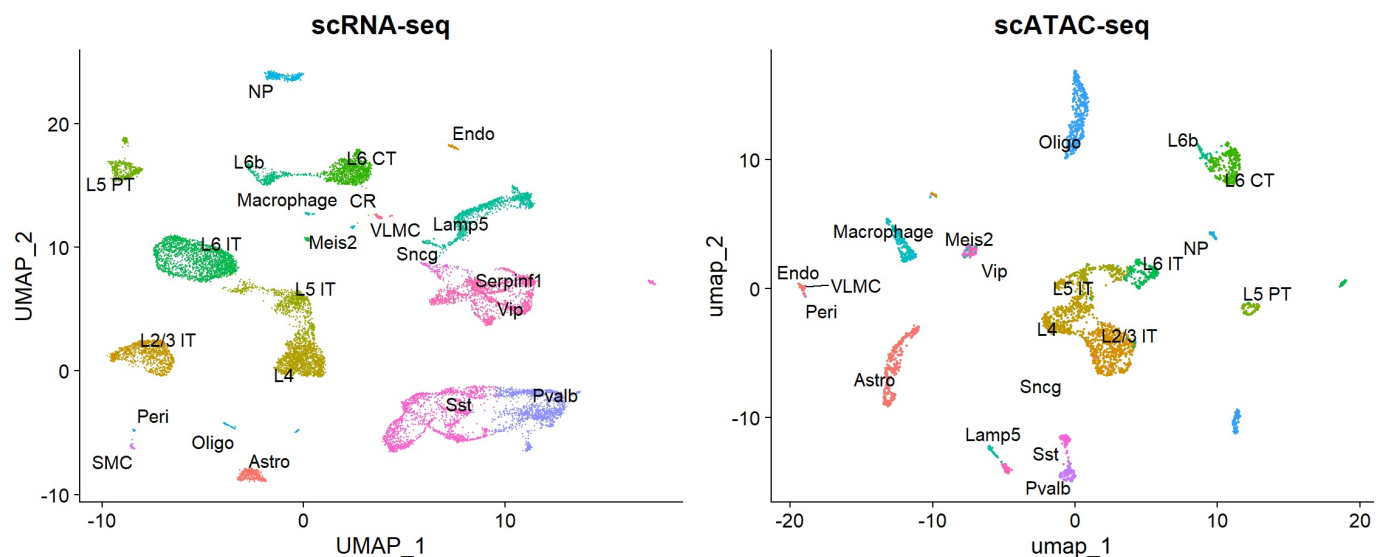 scRNA-seq
NP
20
Endo
L6b
L6 CT
L5 PT
Macrophage
CR
VLMC
Lamp5
Meis2
Sncg
10
L6 IT
L5 IT
Serpinf1
Vip
L2/3 IT
L4
0
Pvalb
Sst
Peri
Oligo
SMC
Astro
-10
-10
0
10
UMAP_1
UMAP_2
scATAC-seq
Oligo
L6b
L6 CT
10
Macrophage
Meis2
Vip
NP
L6 IT
Endo
VLMC
Peri
L5 IT
L5 PT
0
L4
L2/3 IT
Astro
Sncg
-10
Lamp5
Sst
Pvalb
-20
-10
0
10
20
umap_1
umap_2